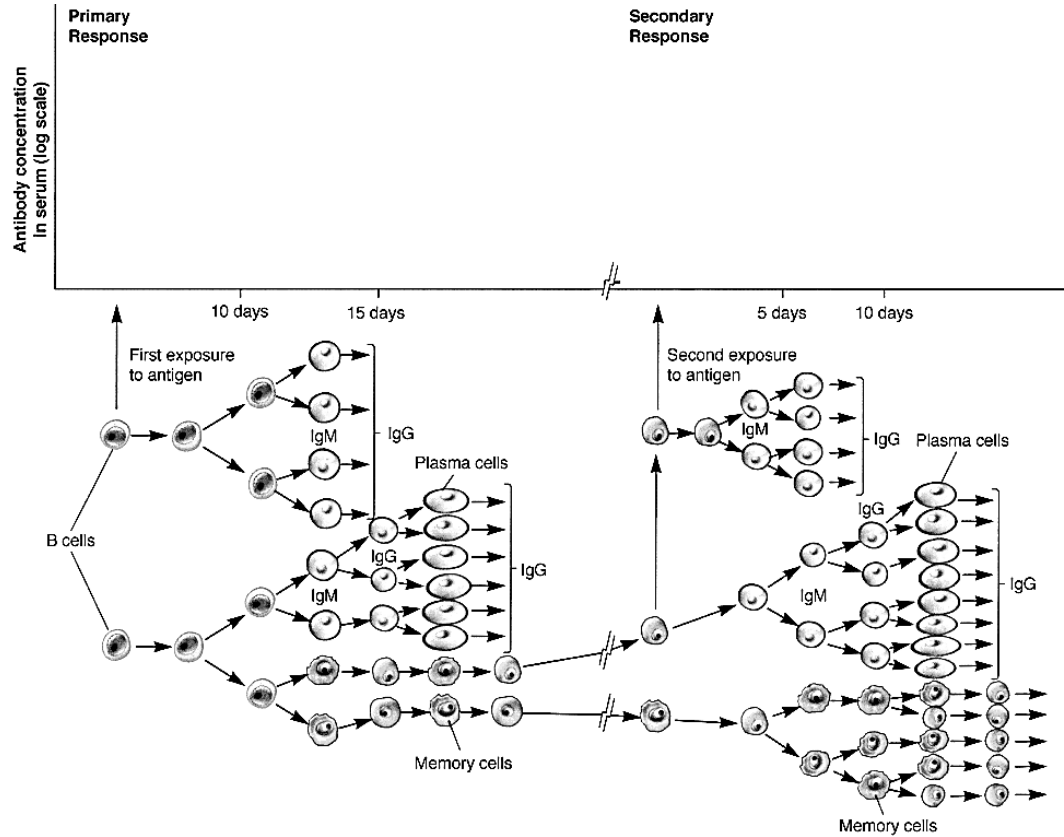 Primary
Response
Secondary
Response
Antibody concentration
In serum (log scale)
10 days
15 days
5 days
10 days
First exposure
to antigen
Second exposure
to antigen
IgM
IgG
Plasma cells
B cells
IgG
IgM
IgG
Memory cells
IgM
IgG
Plasma cells
IgG
IgM
IgG
Memory cells